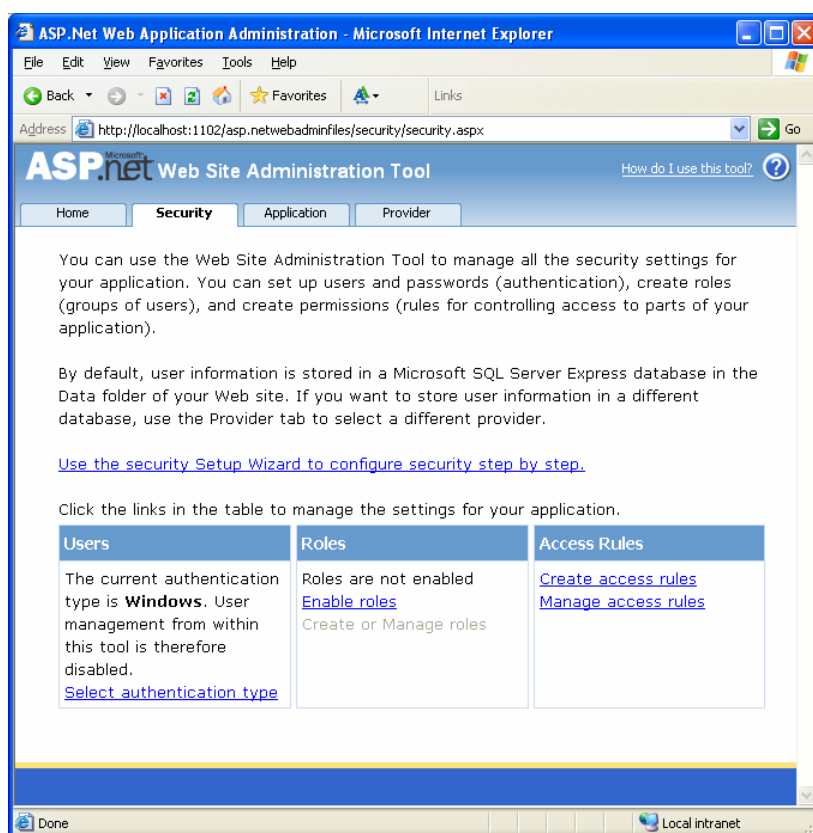 ASP.Net Web Application Administration - Microsoft Internet Explorer
File Edit View Favorites Tools Help
Back Favorites Links
Address http://localhost:1102/asp.netwebadminfiles/security/security.aspx Go
Microsoft
ASP.net Web Site Administration Tool How do I use this tool? ?
Home Security Application Provider
You can use the Web Site Administration Tool to manage all the security settings for
your application. You can set up users and passwords (authentication), create roles
(groups of users), and create permissions (rules for controlling access to parts of your
application).
By default, user information is stored in a Microsoft SQL Server Express database in the
Data folder of your Web site. If you want to store user information in a different
database, use the Provider tab to select a different provider.
Use the security Setup Wizard to configure security step by step.
Click the links in the table to manage the settings for your application.
Users
The current authentication
type is Windows. User
management from within
this tool is therefore
disabled.
Select authentication type
Roles
Roles are not enabled
Enable roles
Create or Manage roles
Access Rules
Create access rules
Manage access rules
Done Local intranet